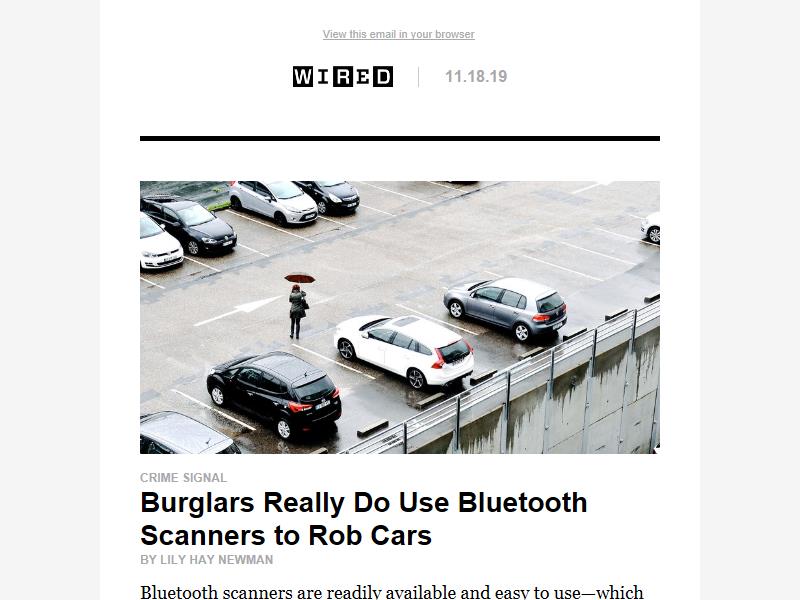 View this email in your browser
WIRED
11.18.19
CRIME SIGNAL
Burglars Really Do Use Bluetooth
Scanners to Rob Cars
BY LILY HAY NEWMAN
Bluetooth scanners are readily available and easy to use—which